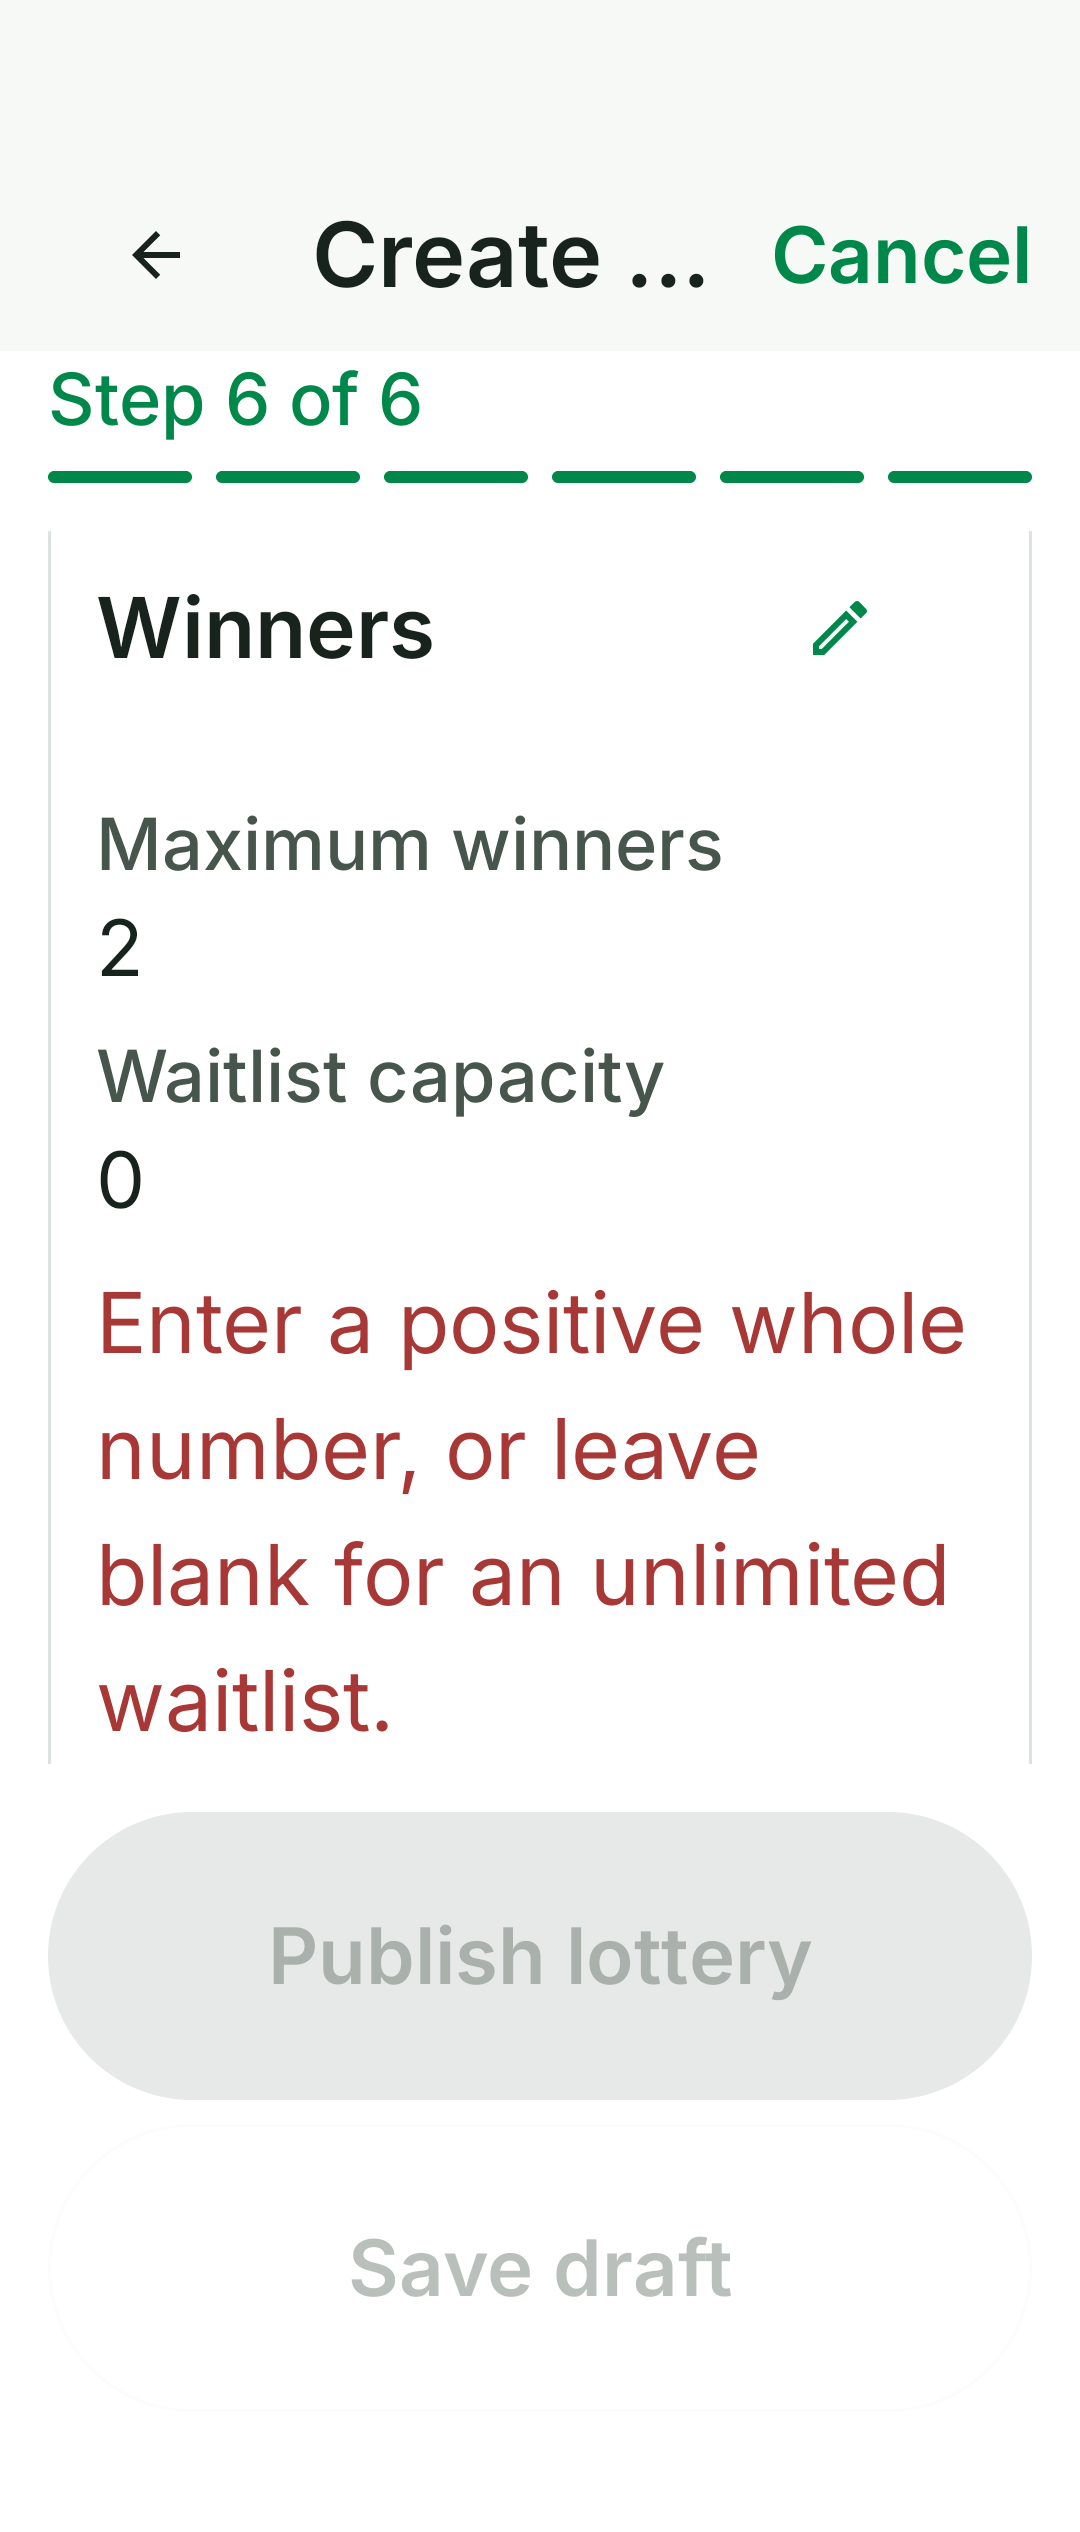 Create ...
Cancel
Step 6 of 6
Winners
Maximum winners
2
Waitlist capacity
0
Enter a positive whole
number, or leave
blank for an unlimited
waitlist.
Publish lottery
Save draft